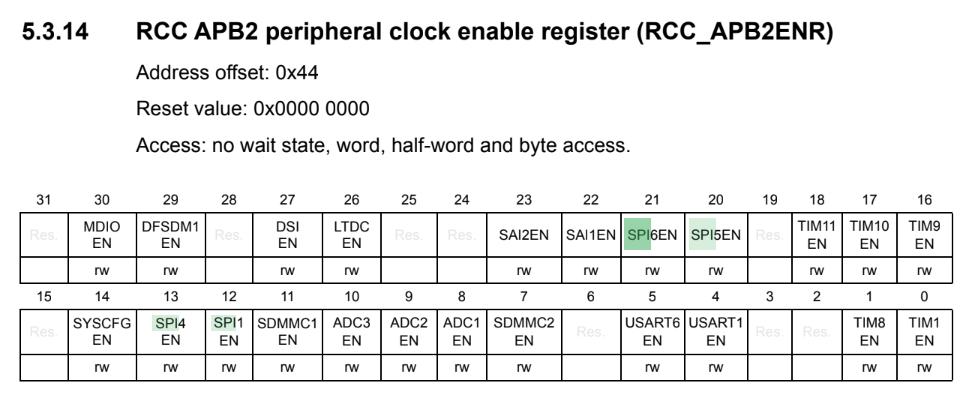 5.3.14 RCC APB2 peripheral clock enable register (RCC_APB2ENR)
Address offset: 0x44
Reset value: 0x0000 0000
Access: no wait state, word, half-word and byte access.
31 30 29 28 27 26 25 24 23 22 21 20 19 18 17 16
Res. MDIO EN DFSDM1 EN Res. DSI EN LTDC EN Res. Res. SAI2EN SAI1EN SPI6EN SPI5EN Res. TIM11 EN TIM10 EN TIM9 EN
rw rw rw rw rw rw rw rw rw rw rw
15 14 13 12 11 10 9 8 7 6 5 4 3 2 1 0
Res. SYSCFG EN SPI4 EN SPI1 EN SDMMC1 EN ADC3 EN ADC2 EN ADC1 EN SDMMC2 EN Res. USART6 EN USART1 EN Res. Res. TIM8 EN TIM1 EN
rw rw rw rw rw rw rw rw rw rw rw rw